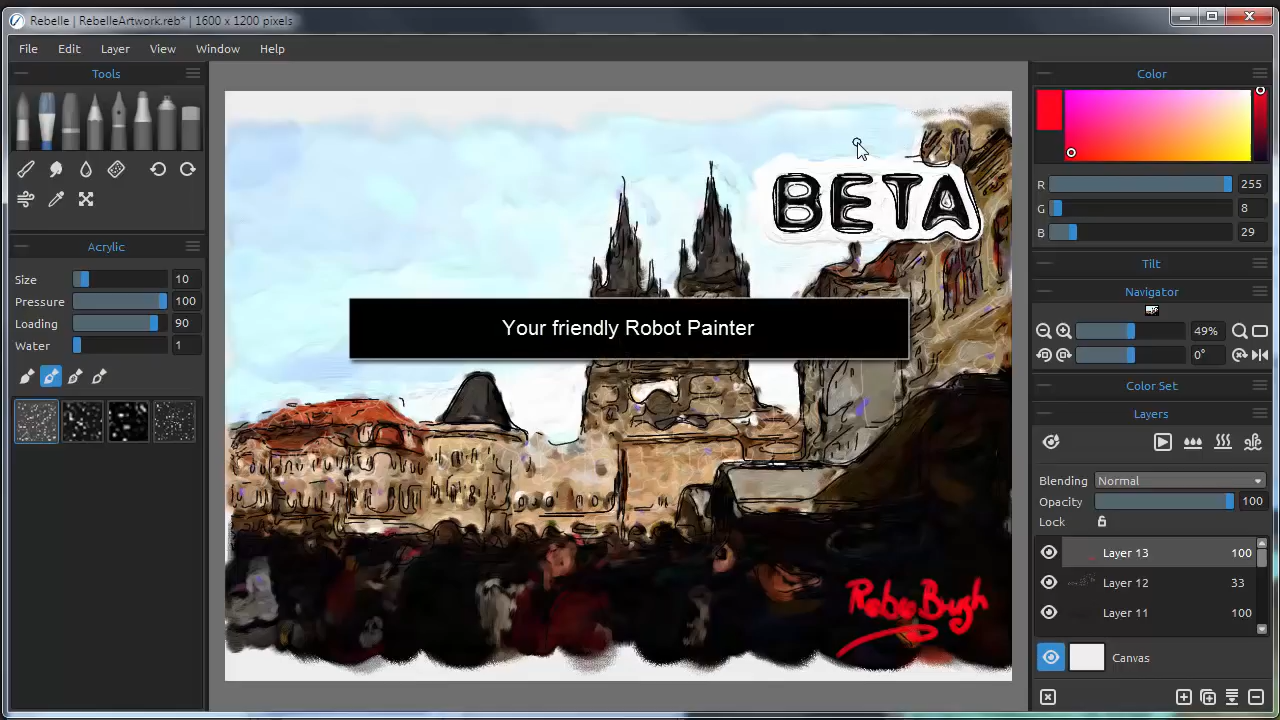 Rebelle | RebelleArtwork.reb* | 1600 x 1200 pixels
File Edit Layer View Window Help
Tools
Acrylic
Size 10
Pressure 100
Loading 90
Water 1
BETA
Your friendly Robot Painter
RoboBugh
Color
R 255
G 8
B 29
Tilt
Navigator
49%
0°
Color Set
Layers
Blending Normal
Opacity 100
Lock
Layer 13 100
Layer 12 33
Layer 11 100
Canvas